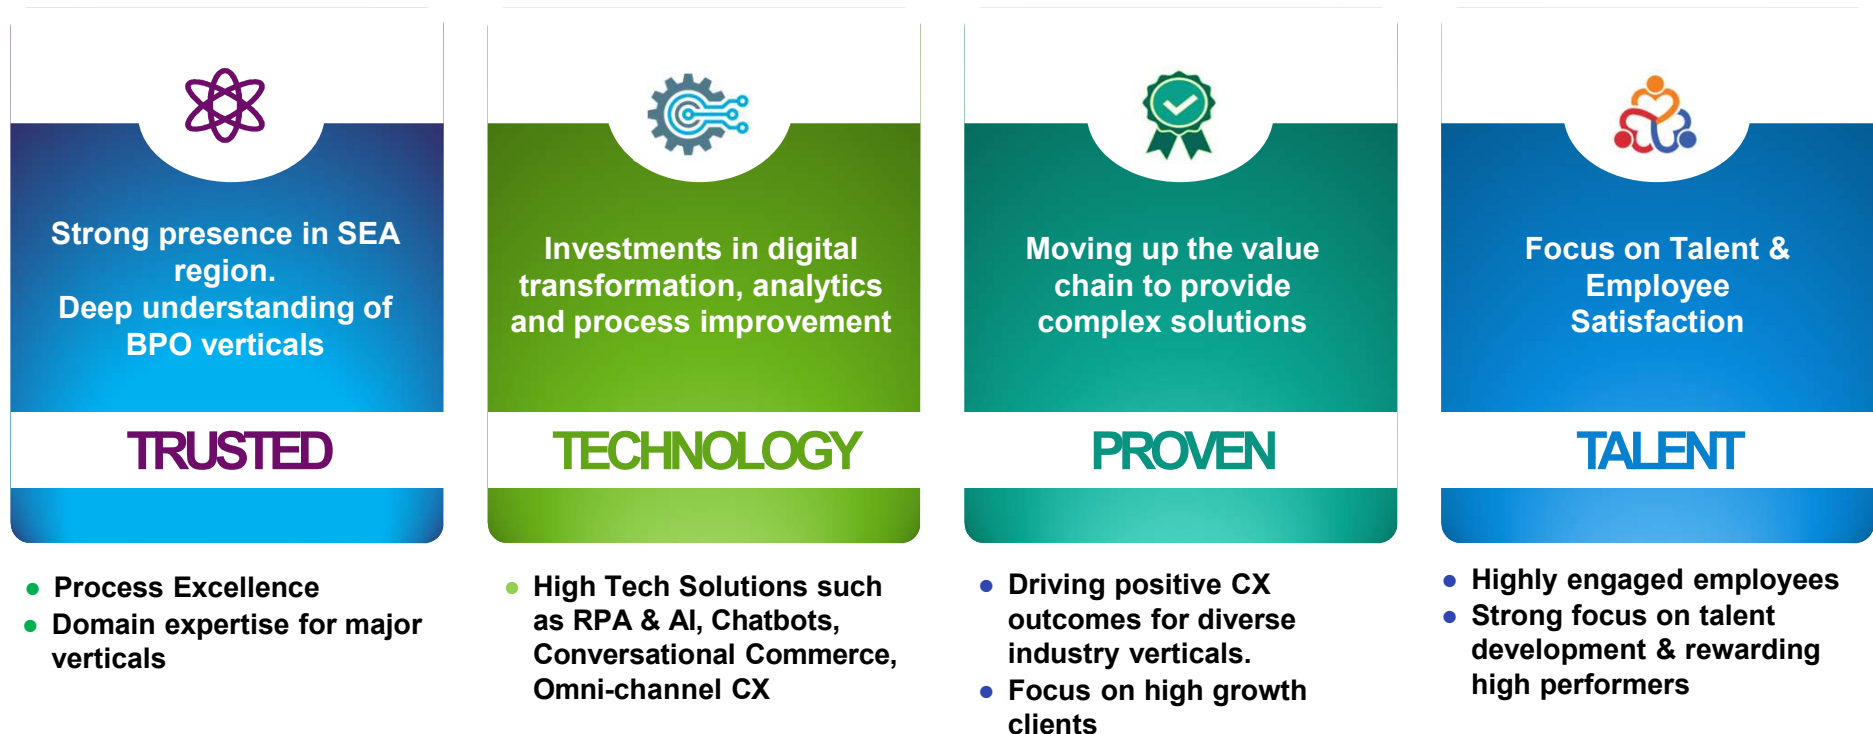 Strong presence in SEA
region.
Deep understanding of
BPO verticals
TRUSTED
● Process Excellence
● Domain expertise for major
verticals
Investments in digital
transformation, analytics
and process improvement
TECHNOLOGY
● High Tech Solutions such
as RPA & AI, Chatbots,
Conversational Commerce,
Omni-channel CX
Moving up the value
chain to provide
complex solutions
PROVEN
● Driving positive CX
outcomes for diverse
industry verticals.
● Focus on high growth
clients
Focus on Talent &
Employee
Satisfaction
TALENT
● Highly engaged employees
● Strong focus on talent
development & rewarding
high performers